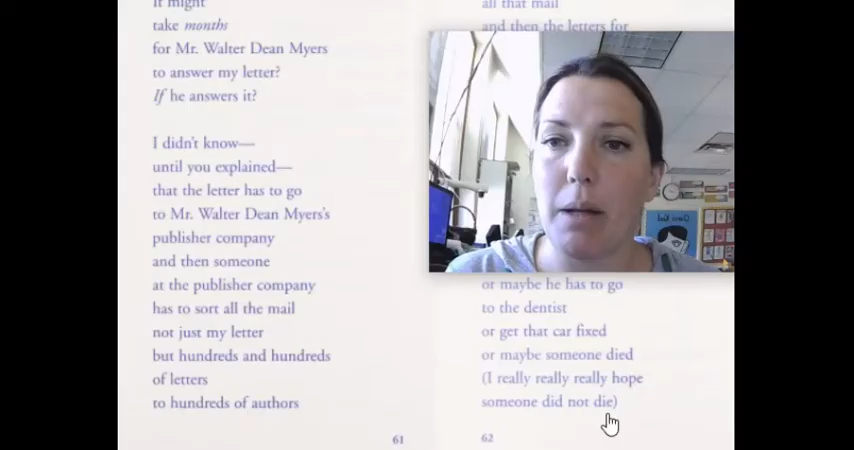 It might
take months
for Mr. Walter Dean Myers
to answer my letter?
If he answers it?
I didn't know—
until you explained—
that the letter has to go
to Mr. Walter Dean Myers's
publisher company
and then someone
at the publisher company
has to sort all the mail
not just my letter
but hundreds and hundreds
of letters
to hundreds of authors
61
all that mail
and then the letters for
or maybe he has to go
to the dentist
or get that car fixed
or maybe someone died
(I really really really hope
someone did not die)
62